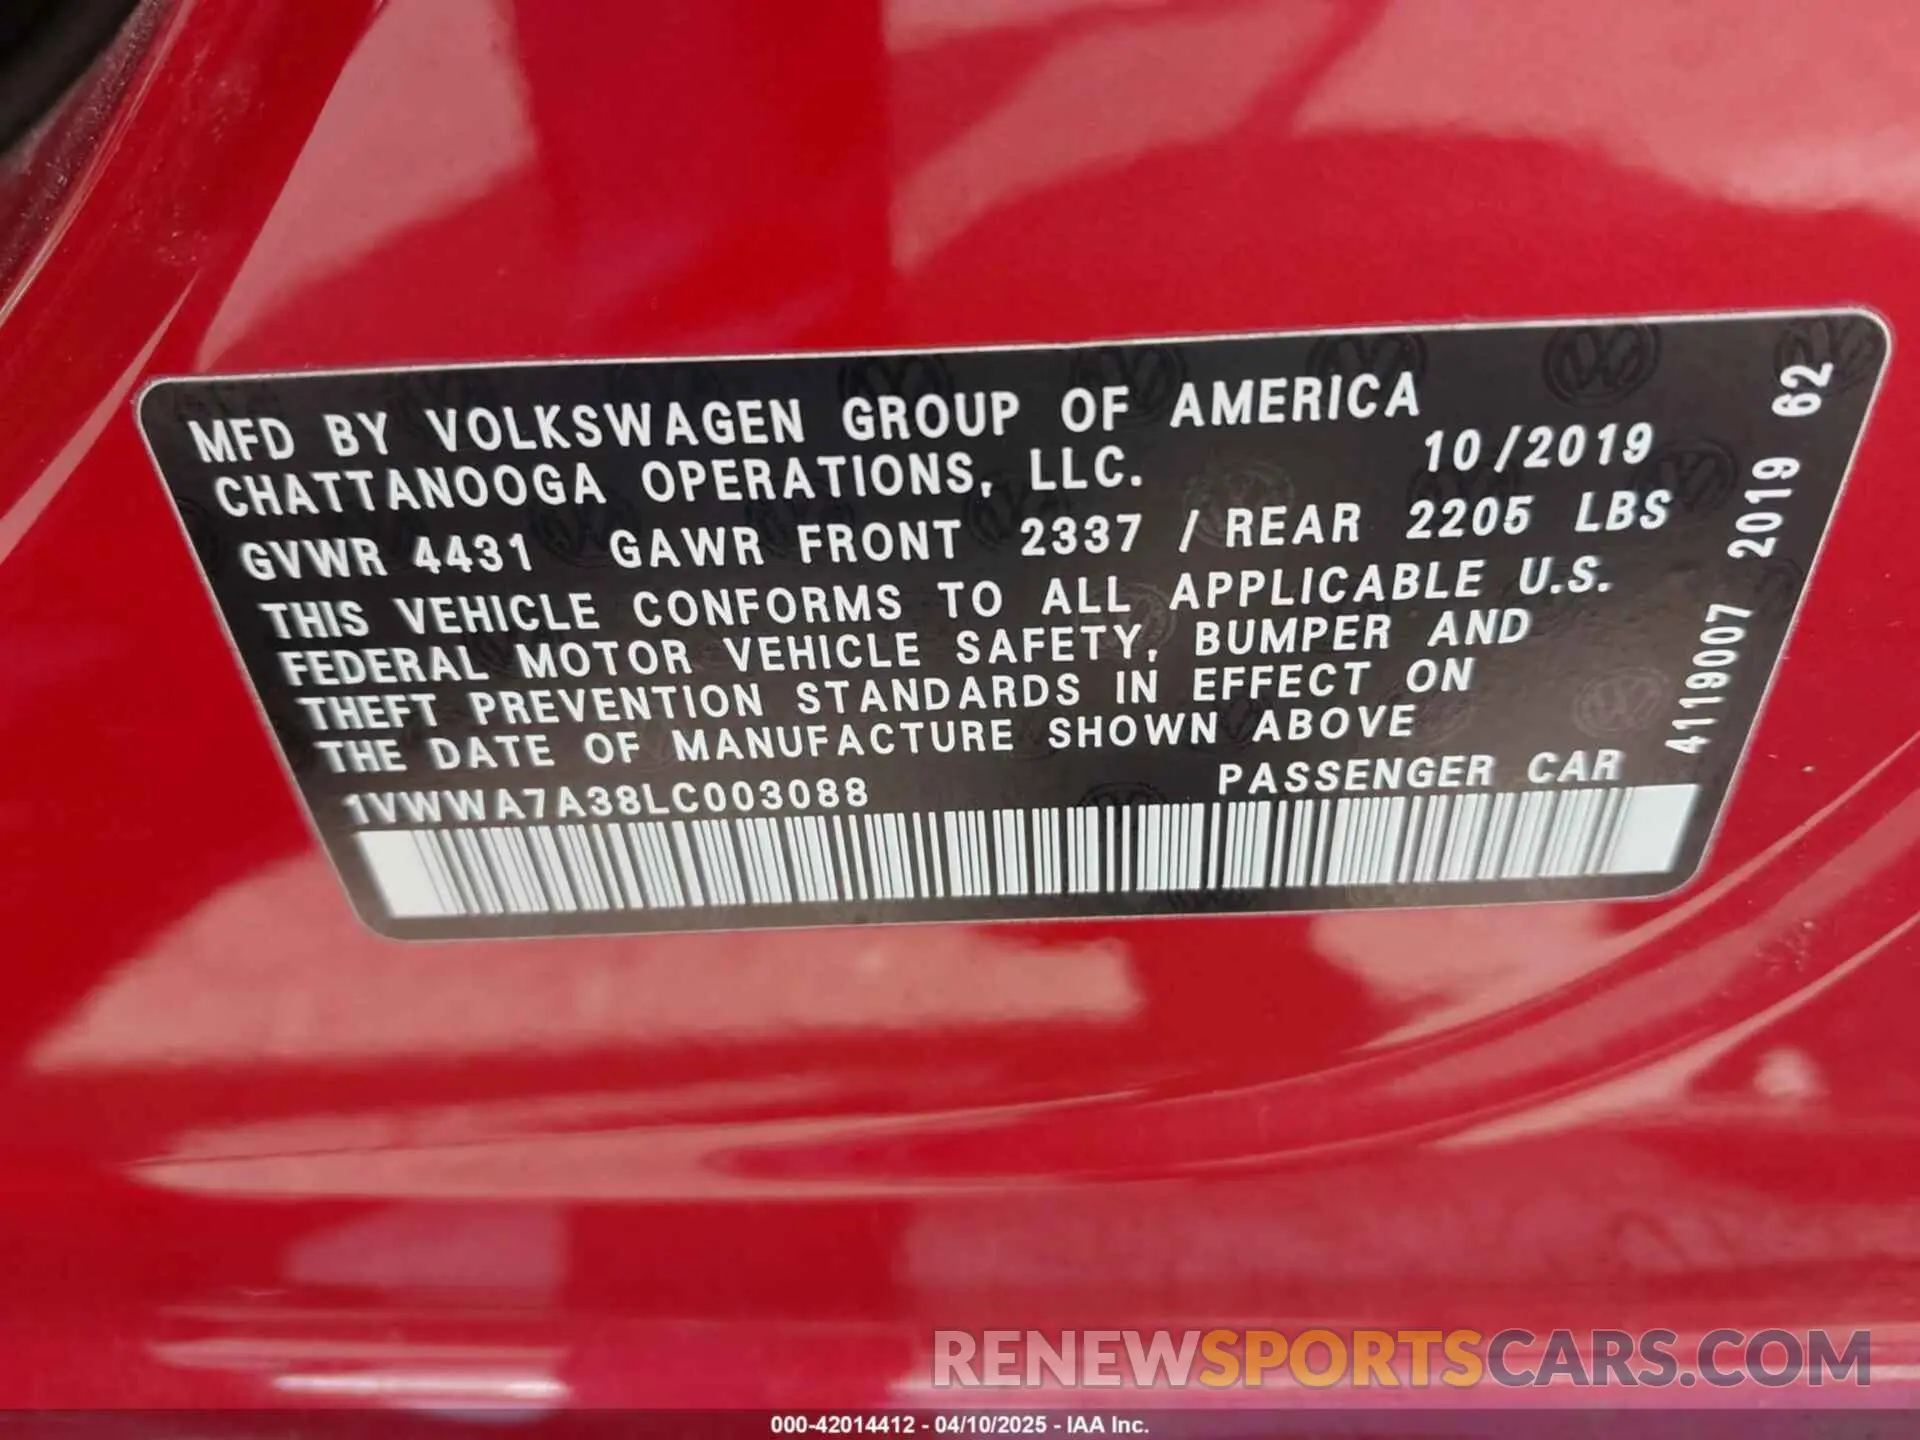 MFD BY VOLKSWAGEN GROUP OF AMERICA
CHATTANOOGA OPERATIONS, LLC. 10/2019
GVWR 4431 GAWR FRONT 2337 / REAR 2205 LBS
THIS VEHICLE CONFORMS TO ALL APPLICABLE U.S.
FEDERAL MOTOR VEHICLE SAFETY, BUMPER AND
THEFT PREVENTION STANDARDS IN EFFECT ON
THE DATE OF MANUFACTURE SHOWN ABOVE
1VWWA7A38LC003088 PASSENGER CAR
4119007 2019 62
RENEWSPORTSCARS.COM
000-42014412 - 04/10/2025 - IAA Inc.